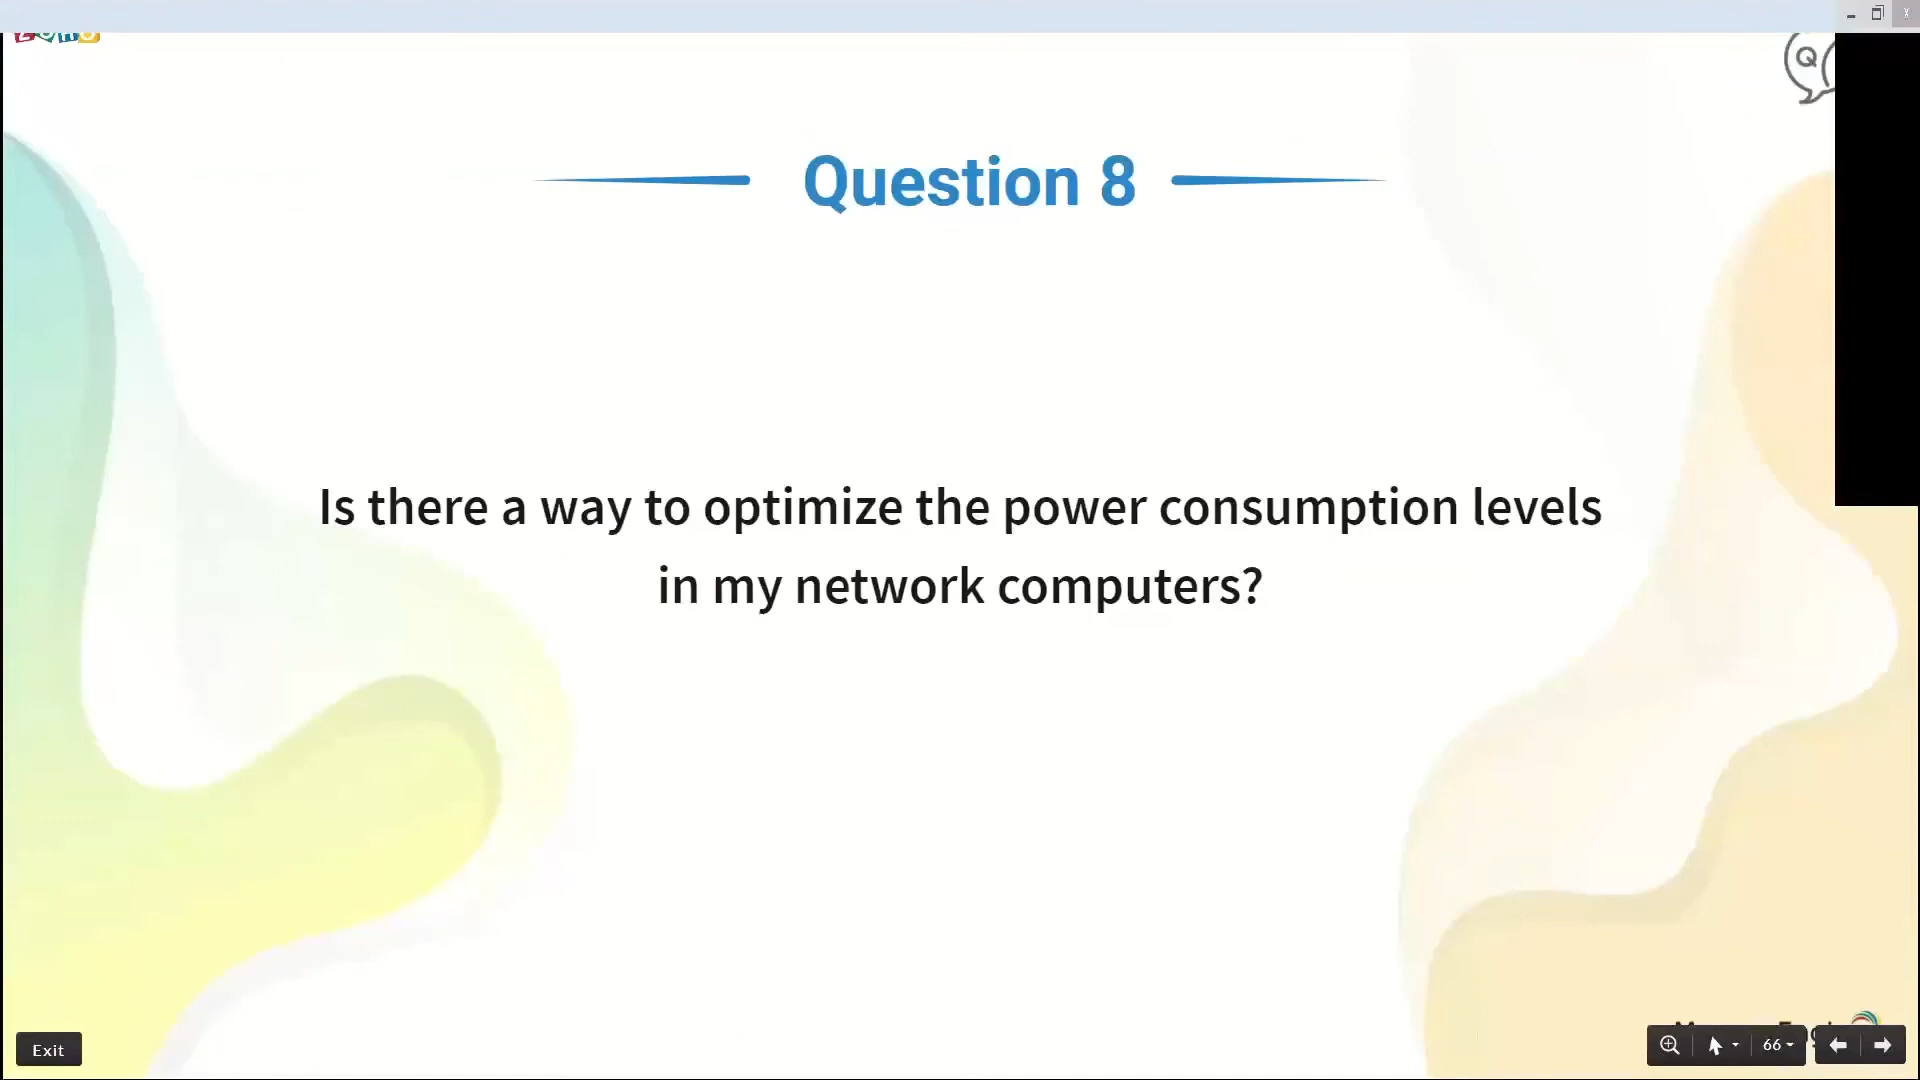 Q
Question 8
Is there a way to optimize the power consumption levels
in my network computers?
Exit
66